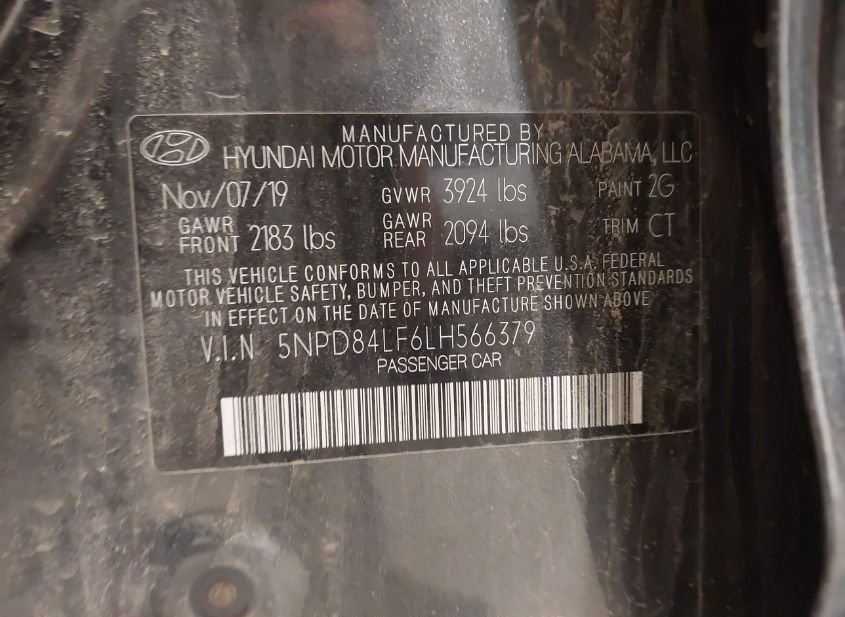 MANUFACTURED BY
HYUNDAI MOTOR MANUFACTURING ALABAMA, LLC
Nov/07/19 GVWR 3924 lbs PAINT 2G
GAWR FRONT 2183 lbs GAWR REAR 2094 lbs TRIM CT
THIS VEHICLE CONFORMS TO ALL APPLICABLE U.S.A. FEDERAL
MOTOR VEHICLE SAFETY, BUMPER, AND THEFT PREVENTION STANDARDS
IN EFFECT ON THE DATE OF MANUFACTURE SHOWN ABOVE
V.I.N 5NPD84LF6LH566379
PASSENGER CAR